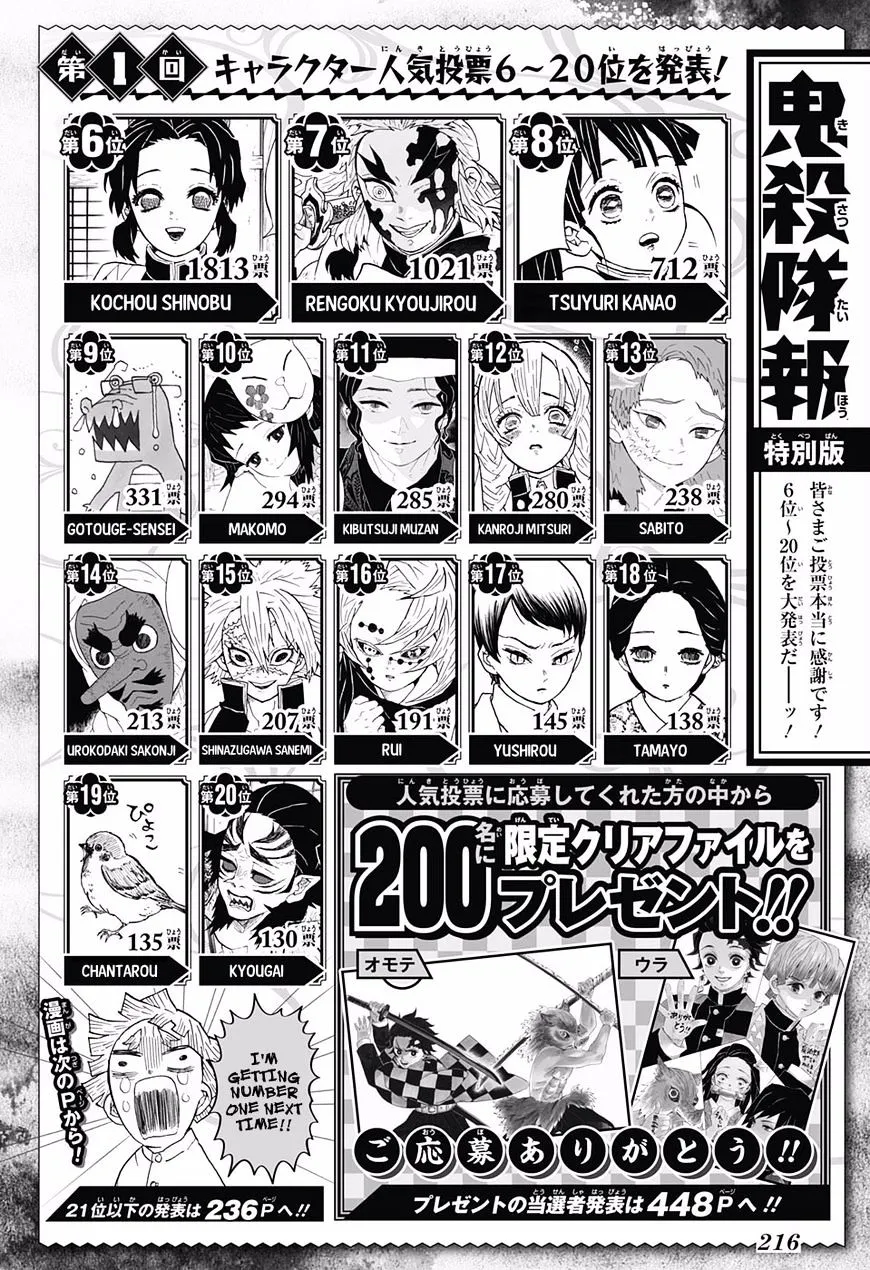 第1回 キャラクター人気投票6〜20位を発表!
鬼殺隊報
特別版
皆さまご投票本当に感謝です!
6位〜20位を大発表だ――ッ!
第6位
1813票
KOCHOU SHINOBU
第7位
1021票
RENGOKU KYOUJIROU
第8位
712票
TSUYURI KANAO
第9位
331票
GOTOUGE-SENSEI
第10位
294票
MAKOMO
第11位
285票
KIBUTSUJI MUZAN
第12位
280票
KANROJI MITSURI
第13位
238票
SABITO
第14位
213票
UROKODAKI SAKONJI
第15位
207票
SHINAZUGAWA SANEMI
第16位
191票
RUI
第17位
145票
YUSHIROU
第18位
138票
TAMAYO
第19位
ぴよこ
135票
CHANTAROU
第20位
130票
KYOUGAI
人気投票に応募してくれた方の中から
200名に限定クリアファイルを
プレゼント!!
オモテ
ウラ
ありがとう!!
ご応募ありがとう!!
プレゼントの当選者発表は448Pへ!!
漫画は次のPから!
I'M
GETTING
NUMBER
ONE NEXT
TIME!!
21位以下の発表は236Pへ!!
216